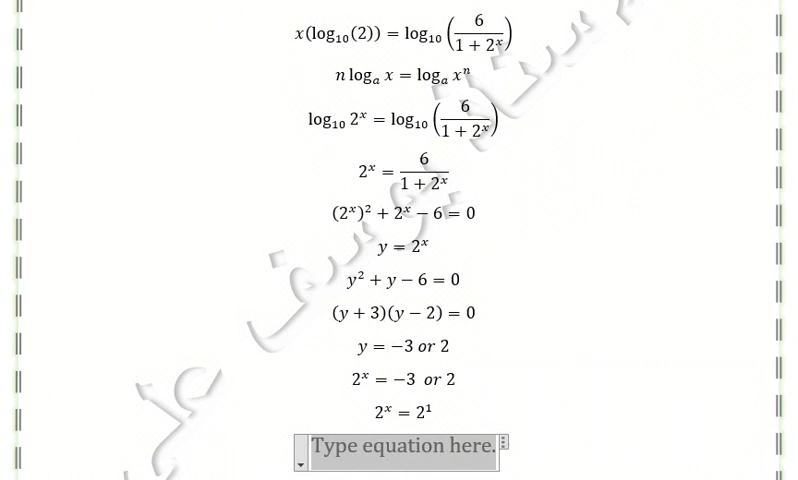 x(log₁₀(2)) = log₁₀(6/(1 + 2ˣ))
n logₐ x = logₐ xⁿ
log₁₀ 2ˣ = log₁₀(6/(1 + 2ˣ))
2ˣ = 6/(1 + 2ˣ)
(2ˣ)² + 2ˣ − 6 = 0
y = 2ˣ
y² + y − 6 = 0
(y + 3)(y − 2) = 0
y = −3 or 2
2ˣ = −3 or 2
2ˣ = 2¹
Type equation here.